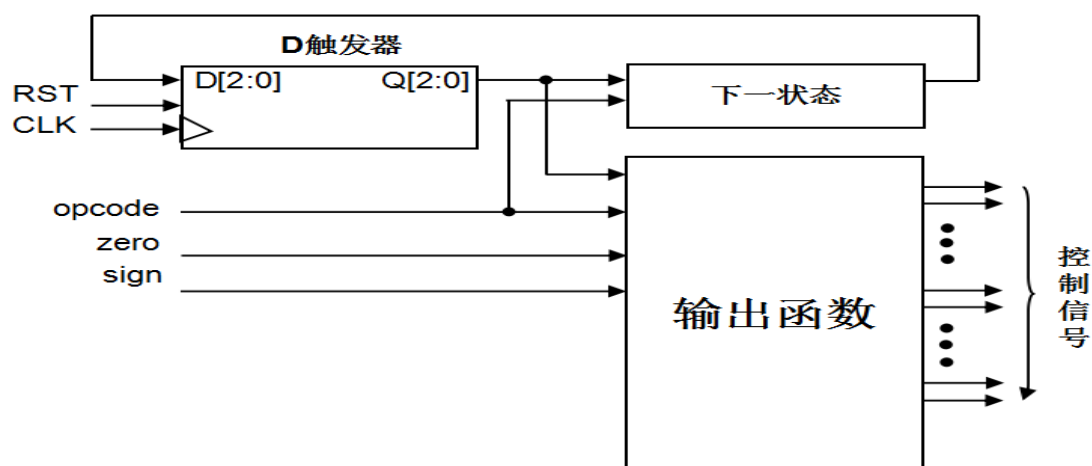 D触发器
D[2:0]
Q[2:0]
RST
CLK
下一状态
opcode
zero
sign
输出函数
控制信号